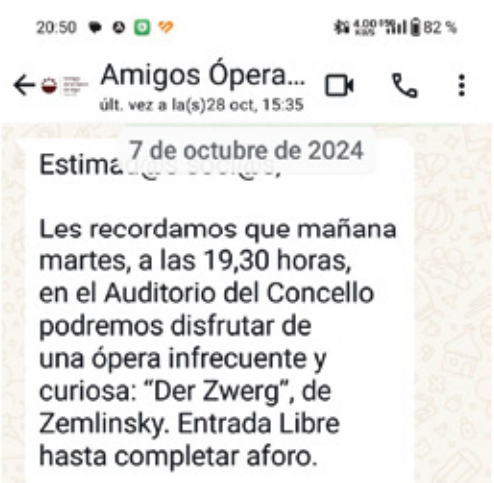 20:50 82 %
Amigos Ópera...
últ. vez a la(s)28 oct, 15:35
7 de octubre de 2024
Les recordamos que mañana
martes, a las 19,30 horas,
en el Auditorio del Concello
podremos disfrutar de
una ópera infrecuente y
curiosa: “Der Zwerg”, de
Zemlinsky. Entrada Libre
hasta completar aforo.